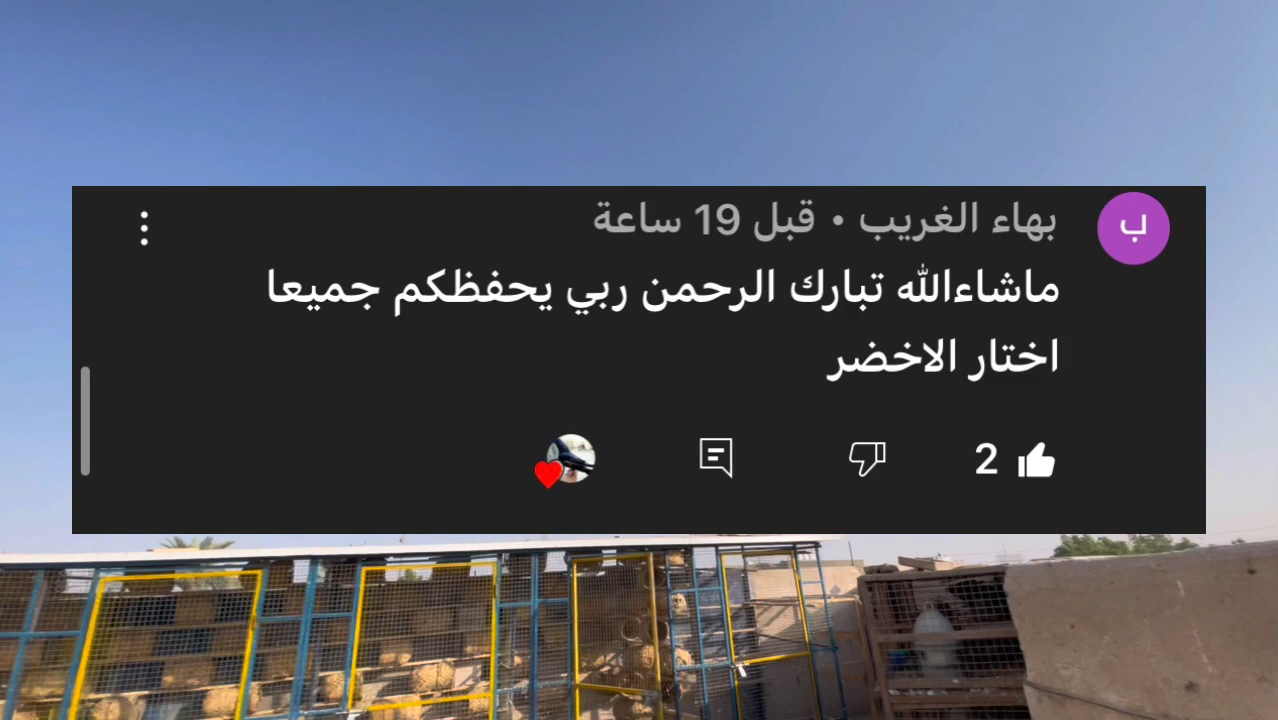 بهاء الغريب • قبل 19 ساعة
ماشاءالله تبارك الرحمن ربي يحفظكم جميعا
اختار الاخضر
2
ب